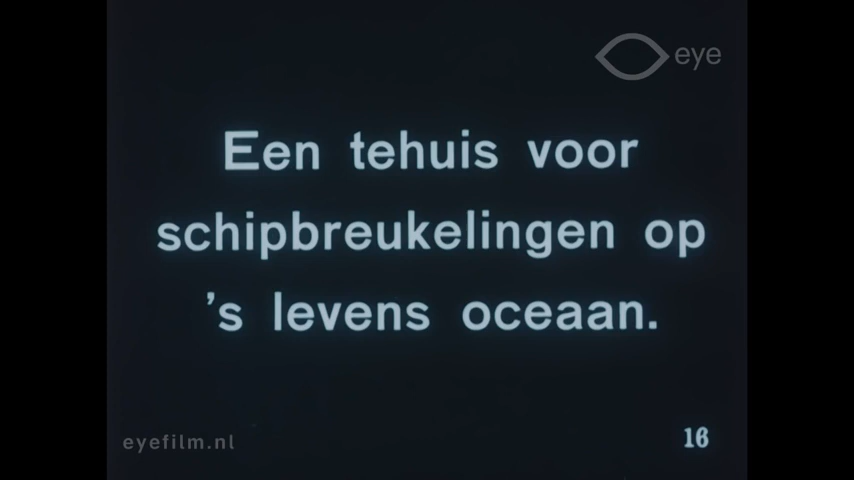 eye
Een tehuis voor
schipbreukelingen op
’s levens oceaan.
eyefilm.nl
16